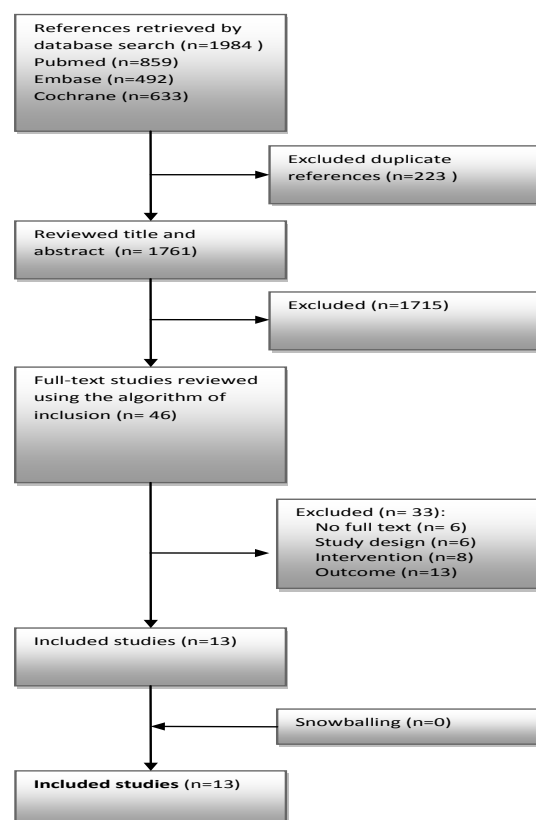 References retrieved by
database search (n=1984 )
Pubmed (n=859)
Embase (n=492)
Cochrane (n=633)
Excluded duplicate
references (n=223 )
Reviewed title and
abstract  (n= 1761)
Excluded (n=1715)
Full-text studies reviewed
using the algorithm of
inclusion (n= 46)
Excluded (n= 33):
No full text (n= 6)
Study design (n=6)
Intervention (n=8)
Outcome (n=13)
Included studies (n=13)
Snowballing (n=0)
Included studies (n=13)